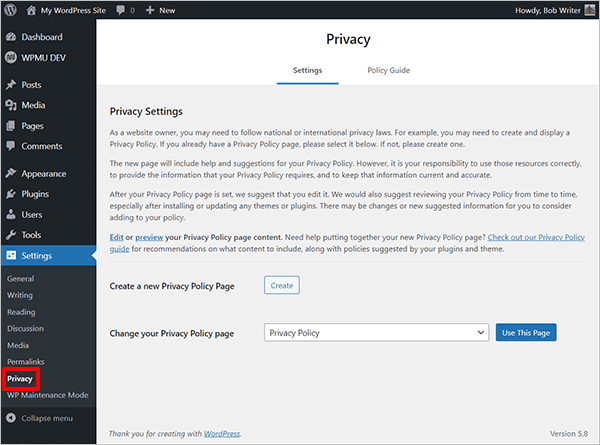 My WordPress Site 0 + New Howdy, Bob Writer
Dashboard
WPMU DEV
Posts
Media
Pages
Comments
Appearance
Plugins
Users
Tools
Settings
General
Writing
Reading
Discussion
Media
Permalinks
Privacy
WP Maintenance Mode
Collapse menu
Privacy
Settings Policy Guide
Privacy Settings
As a website owner, you may need to follow national or international privacy laws. For example, you may need to create and display a
Privacy Policy. If you already have a Privacy Policy page, please select it below. If not, please create one.
The new page will include help and suggestions for your Privacy Policy. However, it is your responsibility to use those resources correctly,
to provide the information that your Privacy Policy requires, and to keep that information current and accurate.
After your Privacy Policy page is set, we suggest that you edit it. We would also suggest reviewing your Privacy Policy from time to time,
especially after installing or updating any themes or plugins. There may be changes or new suggested information for you to consider
adding to your policy.
Edit or preview your Privacy Policy page content. Need help putting together your new Privacy Policy page? Check out our Privacy Policy
guide for recommendations on what content to include, along with policies suggested by your plugins and theme.
Create a new Privacy Policy Page Create
Change your Privacy Policy page Privacy Policy Use This Page
Thank you for creating with WordPress. Version 5.8